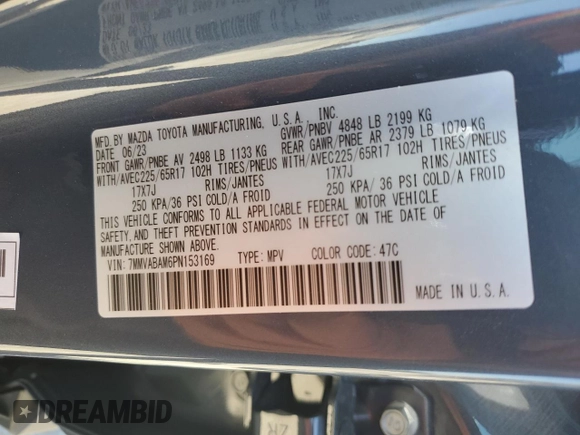 MFD. BY MAZDA TOYOTA MANUFACTURING, U.S.A., INC.
DATE 06/23 GVWR/PNBV 4848 LB 2199 KG
FRONT GAWR/PNBE AV 2498 LB 1133 KG REAR GAWR/PNBE AR 2379 LB 1079 KG
WITH/AVEC225/65R17 102H TIRES/PNEUS WITH/AVEC225/65R17 102H TIRES/PNEUS
17X7J RIMS/JANTES 17X7J RIMS/JANTES
250 KPA/ 36 PSI COLD/A FROID 250 KPA/ 36 PSI COLD/A FROID
THIS VEHICLE CONFORMS TO ALL APPLICABLE FEDERAL MOTOR VEHICLE
SAFETY, AND THEFT PREVENTION STANDARDS IN EFFECT ON THE DATE OF
MANUFACTURE SHOWN ABOVE.
VIN: 7MMVABAM6PN153169 TYPE: MPV COLOR CODE: 47C
MADE IN U.S.A.
2R
DREAMBID